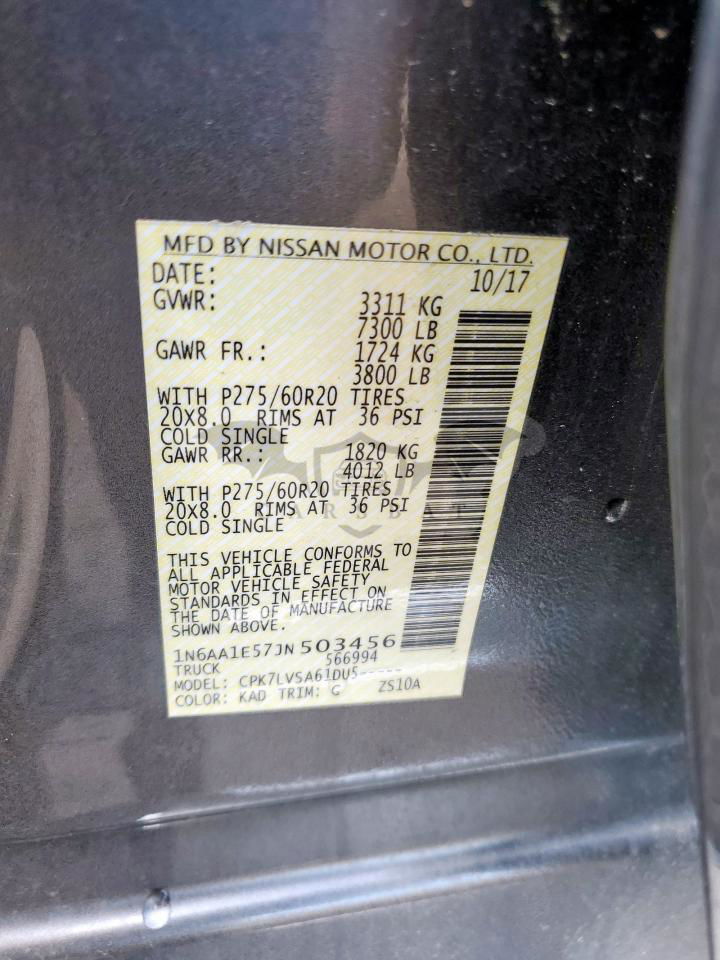 MFD BY NISSAN MOTOR CO., LTD.
DATE: 10/17
GVWR: 3311 KG
7300 LB
GAWR FR.: 1724 KG
3800 LB
WITH P275/60R20 TIRES
20X8.0 RIMS AT 36 PSI
COLD SINGLE
GAWR RR.: 1820 KG
4012 LB
WITH P275/60R20 TIRES
20X8.0 RIMS AT 36 PSI
COLD SINGLE
THIS VEHICLE CONFORMS TO
ALL APPLICABLE FEDERAL
MOTOR VEHICLE SAFETY
STANDARDS IN EFFECT ON
THE DATE OF MANUFACTURE
SHOWN ABOVE.
1N6AA1E57JN503456
TRUCK 566994
MODEL: CPK7LVSA61DU5-----
COLOR: KAD TRIM: G ZS10A